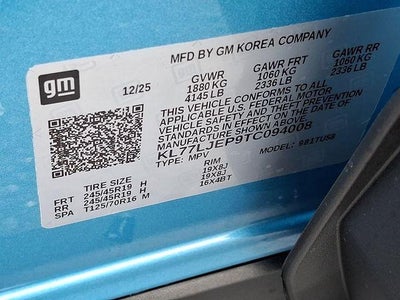 gm
MFD BY GM KOREA COMPANY
12/25 GVWR GAWR FRT GAWR RR
1880 KG 1060 KG 1060 KG
4145 LB 2336 LB 2336 LB
THIS VEHICLE CONFORMS TO ALL
APPLICABLE U.S. FEDERAL MOTOR
VEHICLE SAFETY AND THEFT PREVENTION
STANDARDS IN EFFECT ON THE DATE OF
MANUFACTURE SHOWN ABOVE.
KL77LJEP9TC094008
TYPE: MPV MODEL: 9B1TUSB
TIRE SIZE RIM
FRT 245/45R19 H 19X8J
RR 245/45R19 H 19X8J
SPA T125/70R16 M 16X4BT